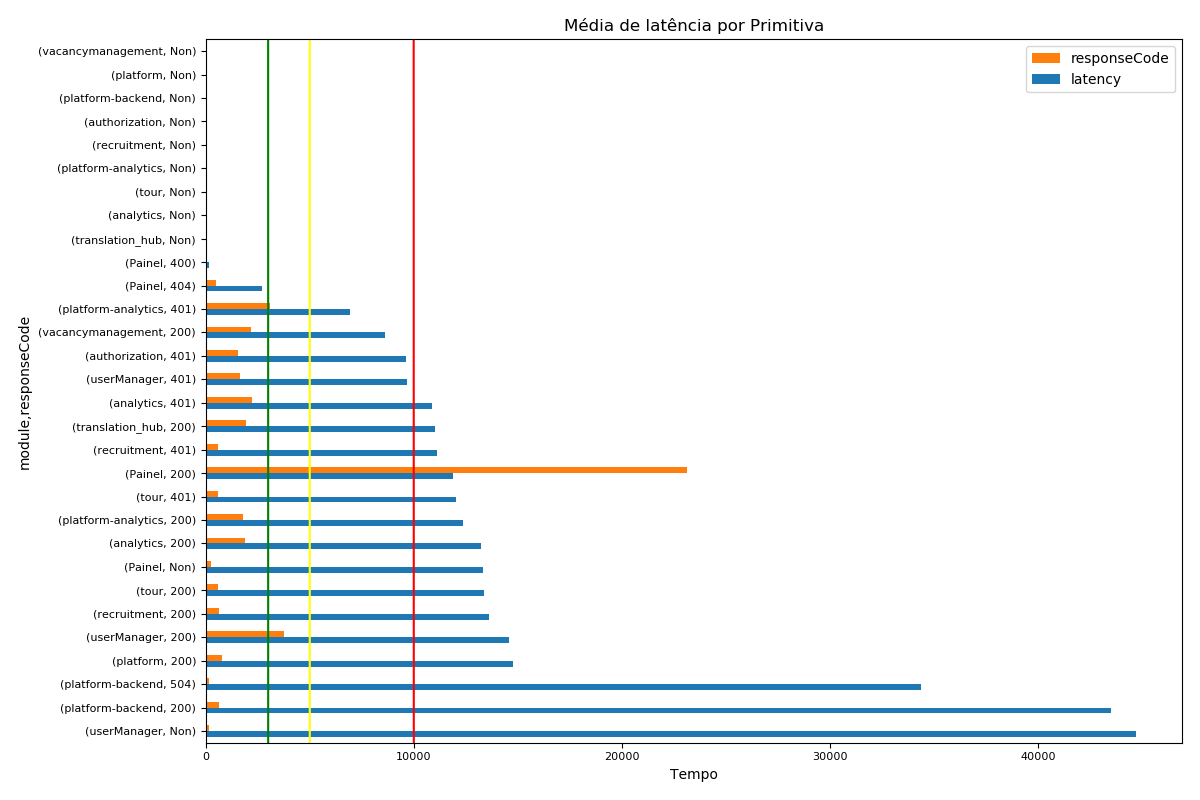 Média de latência por Primitiva
responseCode
latency
module,responseCode
(vacancymanagement, Non)
(platform, Non)
(platform-backend, Non)
(authorization, Non)
(recruitment, Non)
(platform-analytics, Non)
(tour, Non)
(analytics, Non)
(translation_hub, Non)
(Painel, 400)
(Painel, 404)
(platform-analytics, 401)
(vacancymanagement, 200)
(authorization, 401)
(userManager, 401)
(analytics, 401)
(translation_hub, 200)
(recruitment, 401)
(Painel, 200)
(tour, 401)
(platform-analytics, 200)
(analytics, 200)
(Painel, Non)
(tour, 200)
(recruitment, 200)
(userManager, 200)
(platform, 200)
(platform-backend, 504)
(platform-backend, 200)
(userManager, Non)
0 10000 20000 30000 40000
Tempo